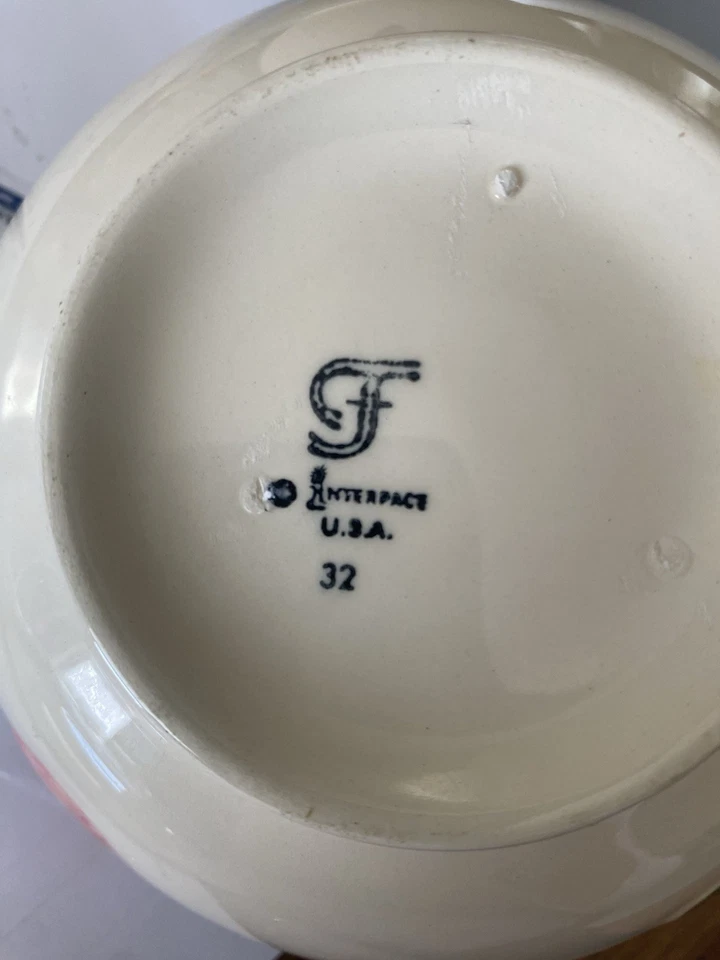 F
INTERPACE
U.S.A.
32